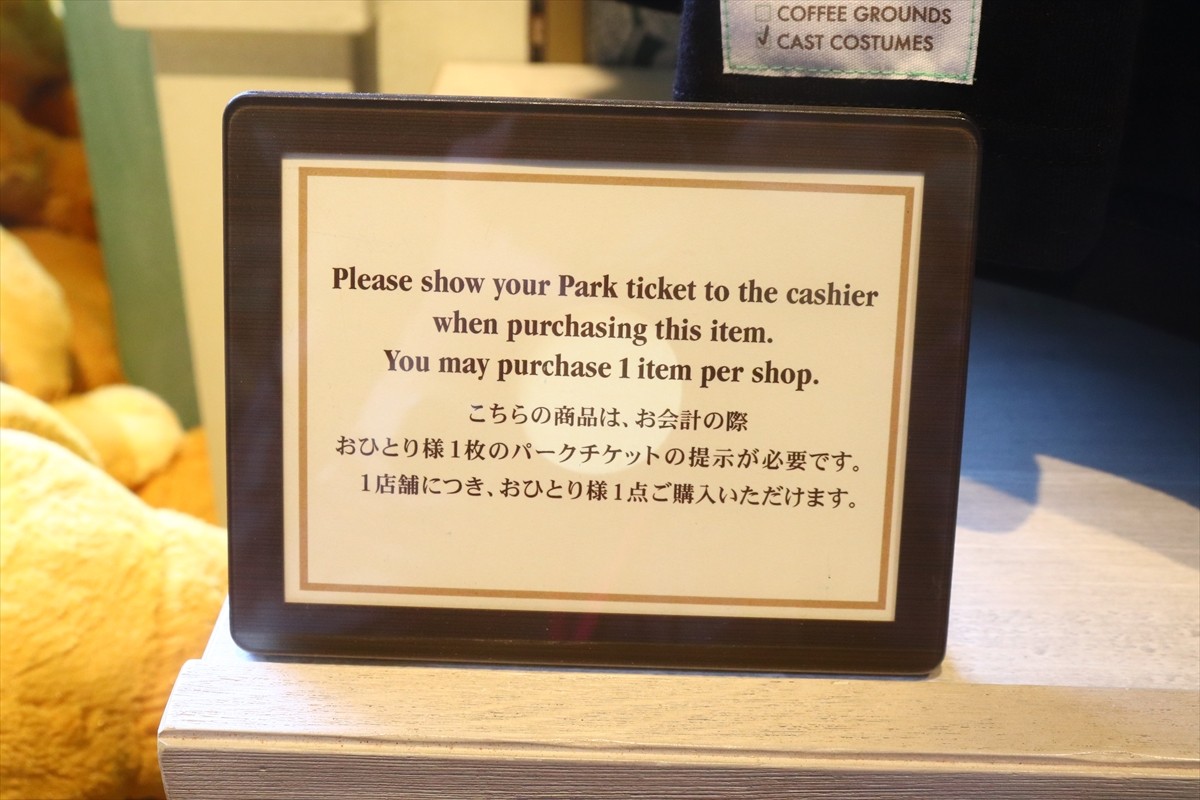 COFFEE GROUNDS
CAST COSTUMES
Please show your Park ticket to the cashier
when purchasing this item.
You may purchase 1 item per shop.
こちらの商品は、お会計の際
おひとり様1枚のパークチケットの提示が必要です。
1店舗につき、おひとり様1点ご購入いただけます。